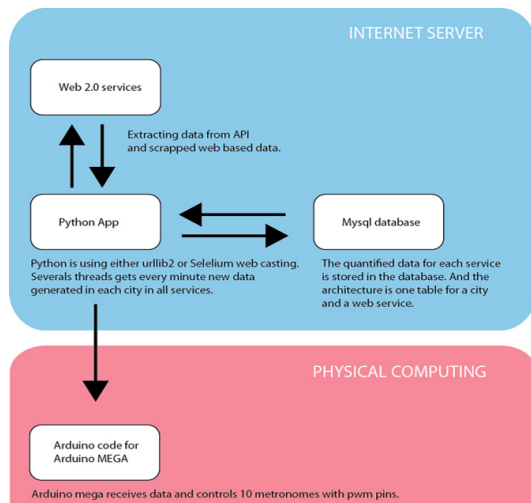 INTERNET SERVER
Web 2.0 services
Extracting data from API
and scrapped web based data.
Python App
Mysql database
Python is using either urllib2 or Selelium web casting.
Severals threads gets every minute new data
generated in each city in all services.
The quantified data for each service
is stored in the database. And the
architecture is one table for a city
and a web service.
PHYSICAL COMPUTING
Arduino code for
Arduino MEGA
Arduino mega receives data and controls 10 metronomes with pwm pins.